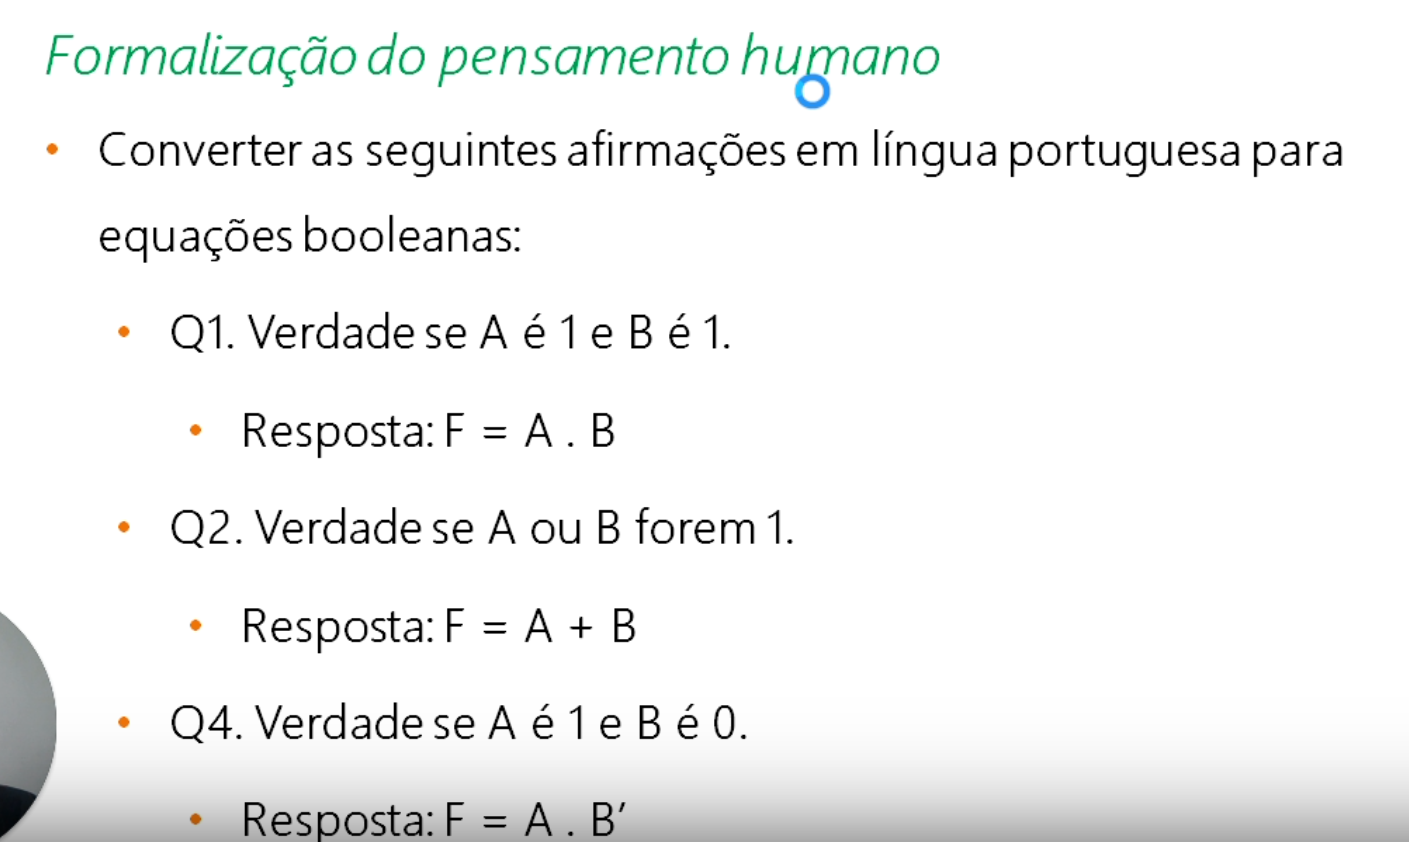 Formalização do pensamento humano
• Converter as seguintes afirmações em língua portuguesa para
equações booleanas:
• Q1. Verdade se A é 1 e B é 1.
• Resposta: F = A . B
• Q2. Verdade se A ou B forem 1.
• Resposta: F = A + B
• Q4. Verdade se A é 1 e B é 0.
• Resposta: F = A . B’